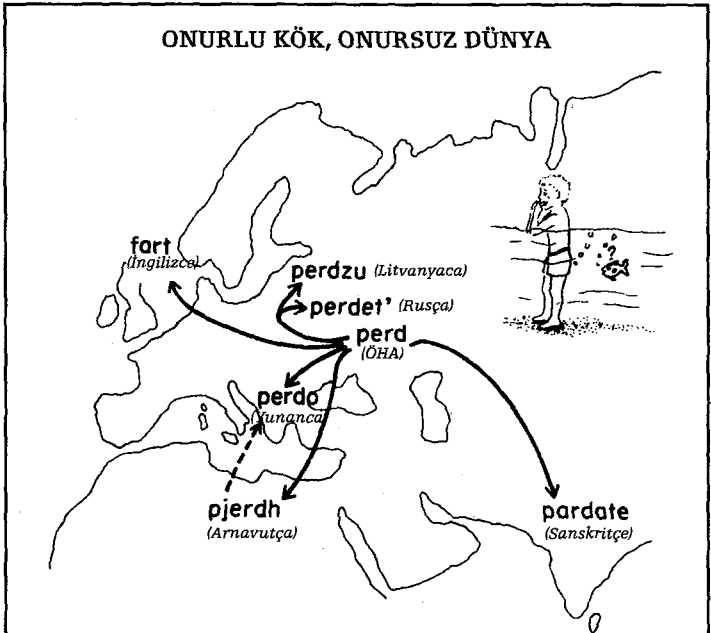 ONURLU KÖK, ONURSUZ DÜNYA
fart
(İngilizce)
perdzu (Litvanyaca)
perdet' (Rusça)
perd
(ÖHA)
perdo
(Yunanca)
pjerdh
(Arnavutça)
pardate
(Sanskritçe)
?